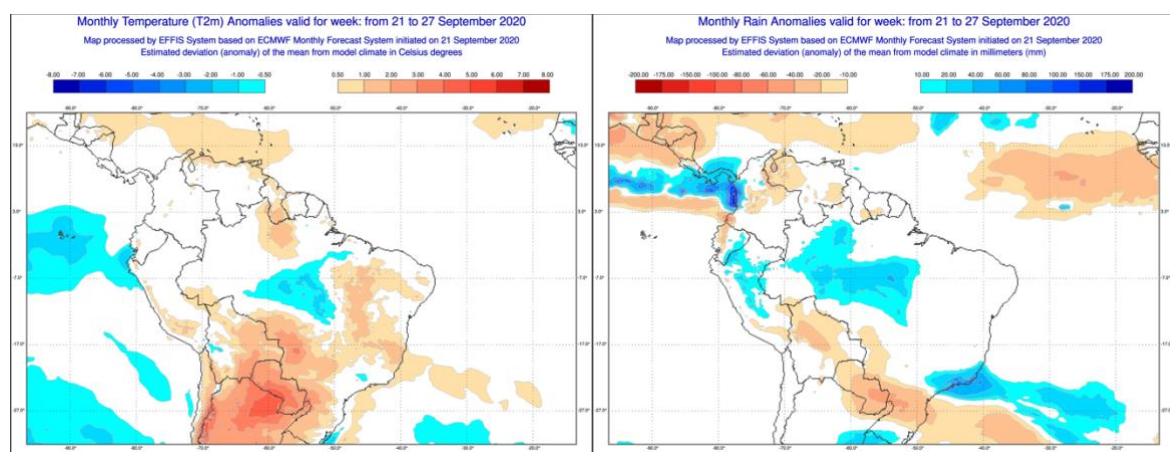 Monthly Temperature (T2m) Anomalies valid for week: from 21 to 27 September 2020
Map processed by EFFIS System based on ECMWF Monthly Forecast System initiated on 21 September 2020
Estimated deviation (anomaly) of the mean from model climate in Celsius degrees
-8.00 -7.00 -5.00 -4.00 -3.00 -2.00 -1.00 -0.50
0.50 1.00 2.00 3.00 4.00 5.00 7.00 8.00
Monthly Rain Anomalies valid for week: from 21 to 27 September 2020
Map processed by EFFIS System based on ECMWF Monthly Forecast System initiated on 21 September 2020
Estimated deviation (anomaly) of the mean from model climate in millimeters (mm)
-200.00 -175.00 -150.00 -100.00 -80.00 -60.00 -40.00 -20.00 -10.00
10.00 20.00 40.00 60.00 80.00 100.00 150.00 175.00 200.00